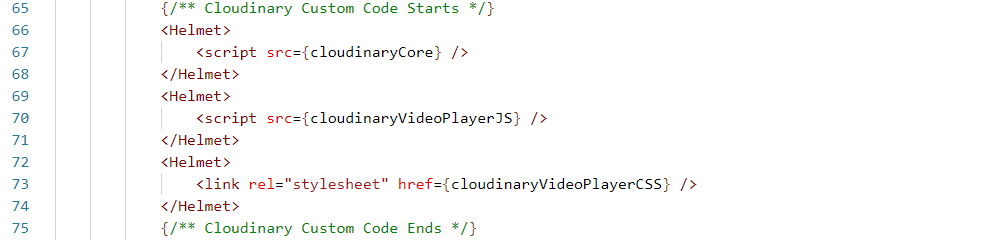 65 {/** Cloudinary Custom Code Starts */}
66 <Helmet>
67 <script src={cloudinaryCore} />
68 </Helmet>
69 <Helmet>
70 <script src={cloudinaryVideoPlayerJS} />
71 </Helmet>
72 <Helmet>
73 <link rel="stylesheet" href={cloudinaryVideoPlayerCSS} />
74 </Helmet>
75 {/** Cloudinary Custom Code Ends */}